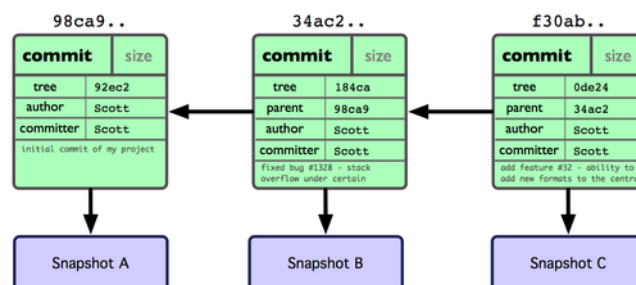 98ca9..
commit size
tree 92ec2
author Scott
committer Scott
initial commit of my project
Snapshot A
34ac2..
commit size
tree 184ca
parent 98ca9
author Scott
committer Scott
fixed bug #1328 - stack
overflow under certain
Snapshot B
f30ab..
commit size
tree 0de24
parent 34ac2
author Scott
committer Scott
add feature #32 - ability to
add new formats to the
Snapshot C